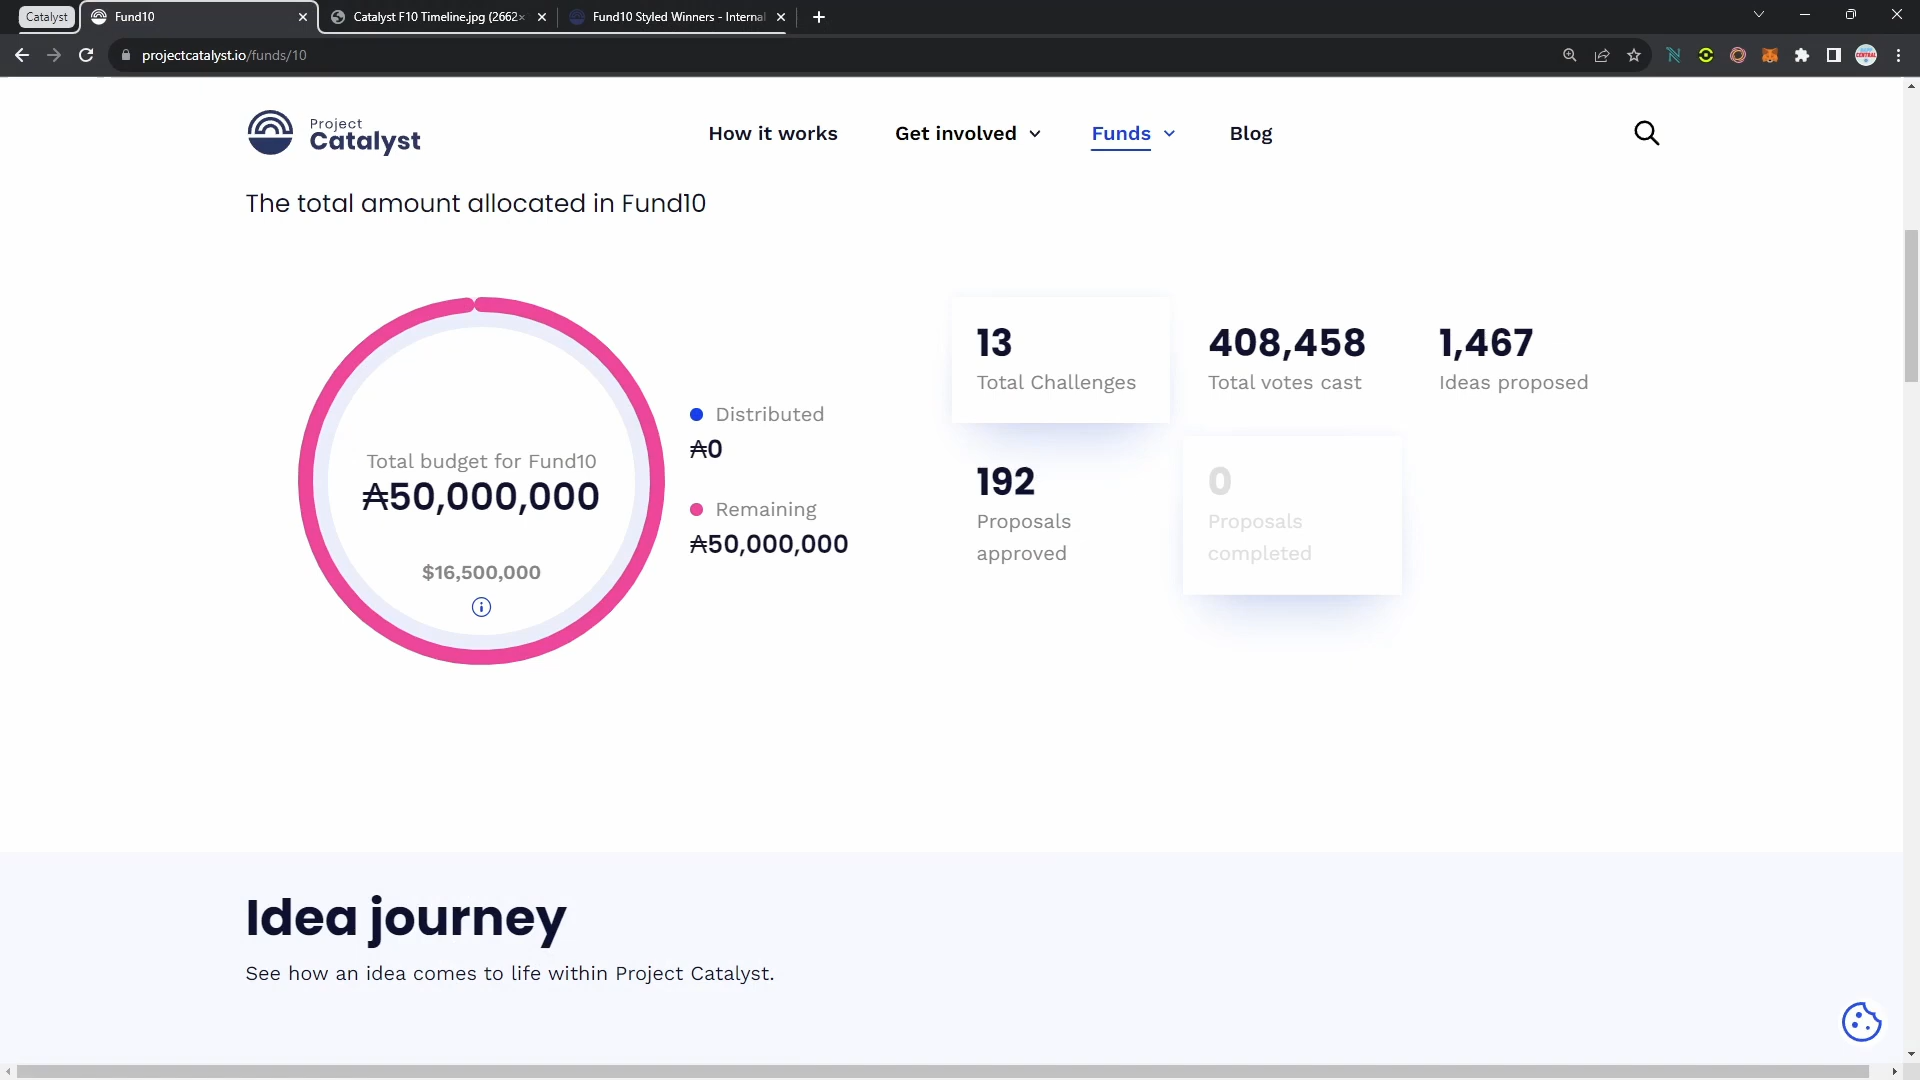 Catalyst
Fund10
Catalyst F10 Timeline.jpg (2662×
Fund10 Styled Winners - Internal
projectcatalyst.io/funds/10
Project
Catalyst
How it works
Get involved
Funds
Blog
The total amount allocated in Fund10
Total budget for Fund10
₳50,000,000
$16,500,000
Distributed
₳0
Remaining
₳50,000,000
13
Total Challenges
408,458
Total votes cast
1,467
Ideas proposed
192
Proposals
approved
0
Proposals
completed
Idea journey
See how an idea comes to life within Project Catalyst.